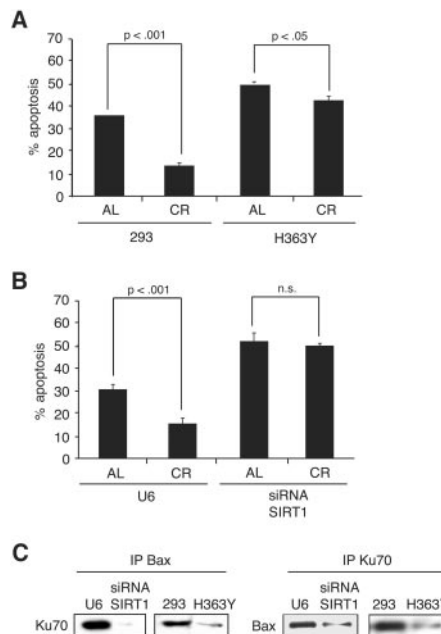 A
p < .001
p < .05
% apoptosis
70
60
50
40
30
20
10
0
AL CR AL CR
293 H363Y
B
p < .001
n.s.
% apoptosis
70
60
50
40
30
20
10
0
AL CR AL CR
U6 siRNA
SIRT1
C
IP Bax IP Ku70
siRNA siRNA
U6 SIRT1 293 H363Y U6 SIRT1 293 H363Y
Ku70 Bax